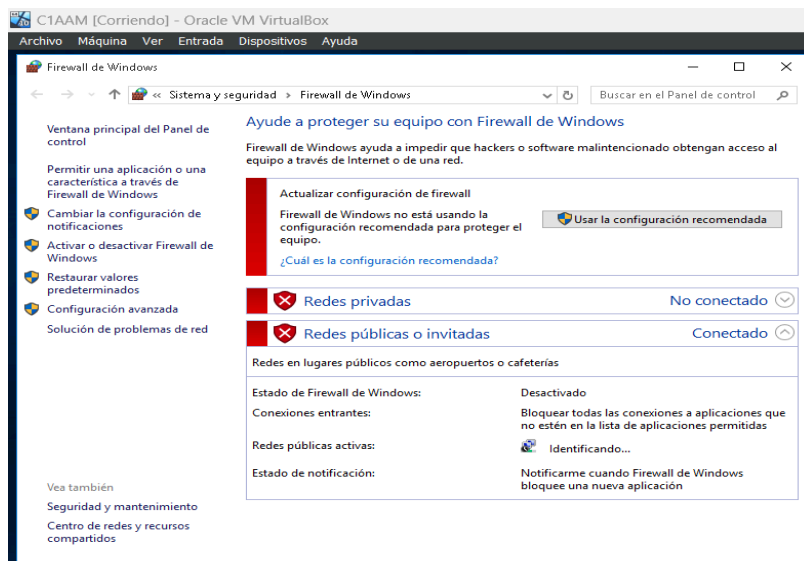 C1AAM [Corriendo] - Oracle VM VirtualBox
Archivo Máquina Ver Entrada Dispositivos Ayuda
Firewall de Windows
« Sistema y seguridad > Firewall de Windows
Buscar en el Panel de control
Ventana principal del Panel de
control
Permitir una aplicación o una
característica a través de
Firewall de Windows
Cambiar la configuración de
notificaciones
Activar o desactivar Firewall de
Windows
Restaurar valores
predeterminados
Configuración avanzada
Solución de problemas de red
Vea también
Seguridad y mantenimiento
Centro de redes y recursos
compartidos
Ayude a proteger su equipo con Firewall de Windows
Firewall de Windows ayuda a impedir que hackers o software malintencionado obtengan acceso al
equipo a través de Internet o de una red.
Actualizar configuración de firewall
Firewall de Windows no está usando la
configuración recomendada para proteger el
equipo.
Usar la configuración recomendada
¿Cuál es la configuración recomendada?
Redes privadas No conectado
Redes públicas o invitadas Conectado
Redes en lugares públicos como aeropuertos o cafeterías
Estado de Firewall de Windows: Desactivado
Conexiones entrantes: Bloquear todas las conexiones a aplicaciones que
no estén en la lista de aplicaciones permitidas
Redes públicas activas: Identificando...
Estado de notificación: Notificarme cuando Firewall de Windows
bloquee una nueva aplicación